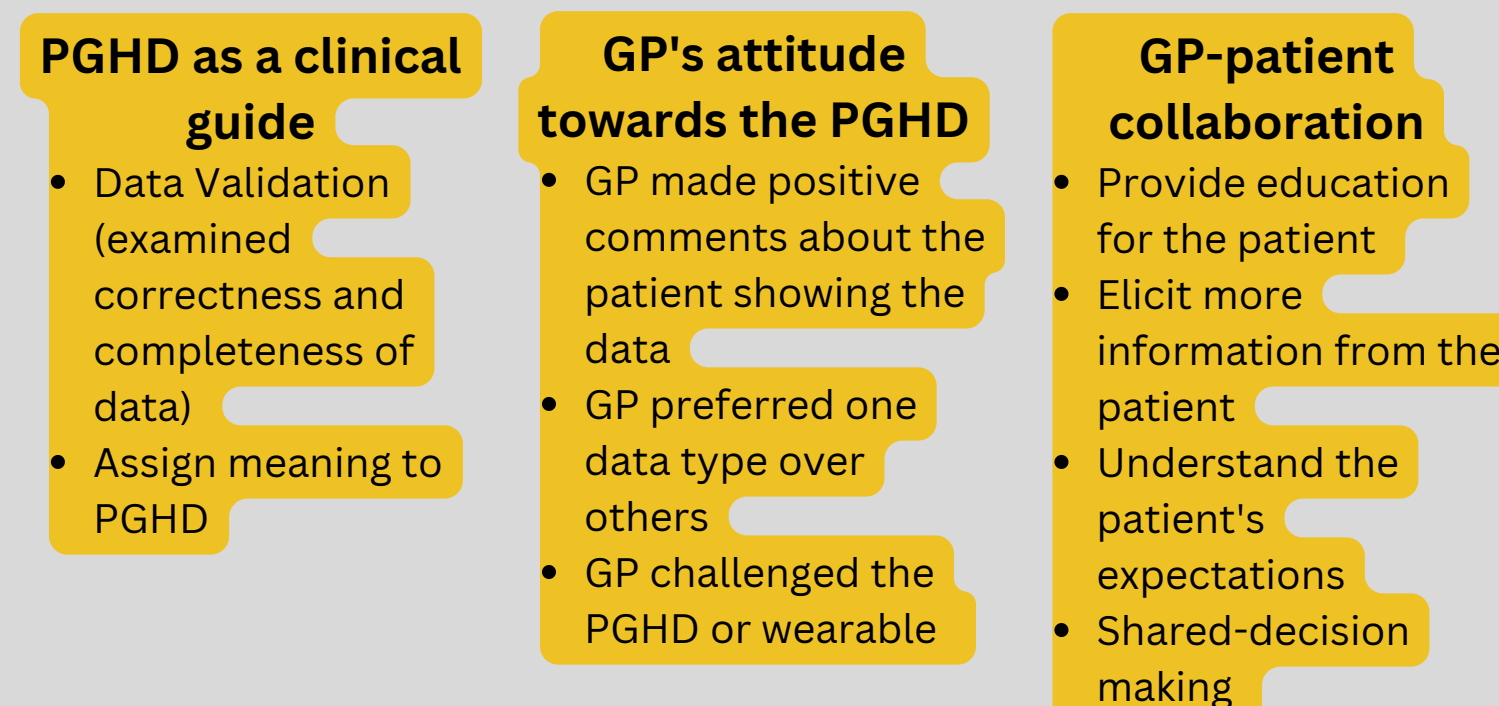 PGHD as a clinical
guide
• Data Validation
(examined
correctness and
completeness of
data)
• Assign meaning to
PGHD
GP's attitude
towards the PGHD
• GP made positive
comments about the
patient showing the
data
• GP preferred one
data type over
others
• GP challenged the
PGHD or wearable
GP-patient
collaboration
• Provide education
for the patient
• Elicit more
information from the
patient
• Understand the
patient's
expectations
• Shared-decision
making